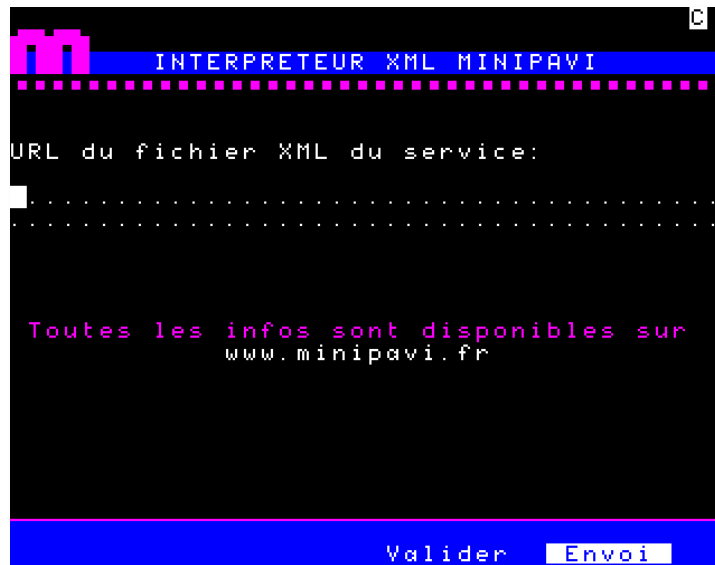 C
m
INTERPRETEUR XML MINIPAVI
URL du fichier XML du service:
.......................................
........................................
Toutes les infos sont disponibles sur
www.minipavi.fr
Valider Envoi